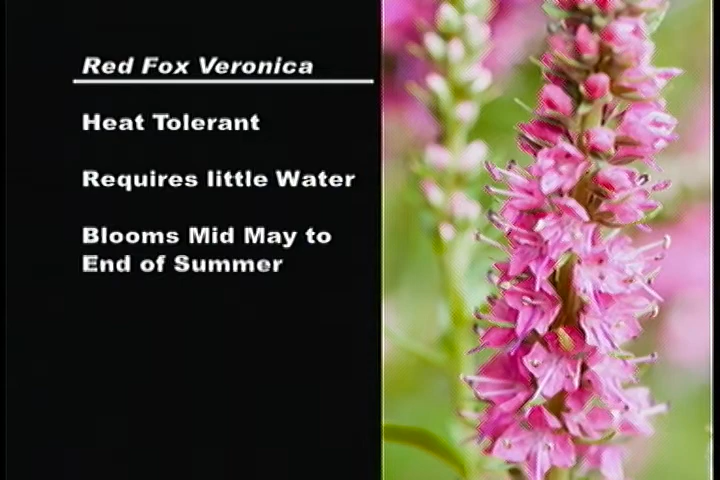 Red Fox Veronica
Heat Tolerant
Requires little Water
Blooms Mid May to
End of Summer